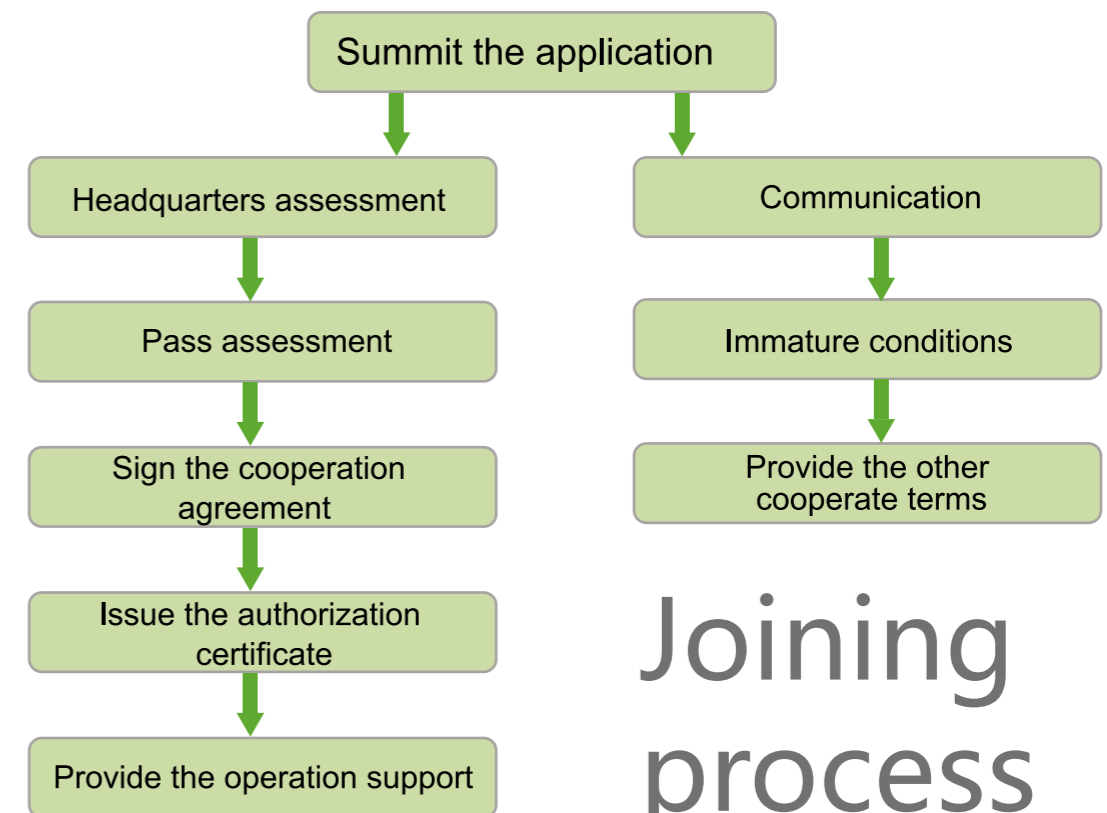 Summit the application
Headquarters assessment
Communication
Pass assessment
Immature conditions
Sign the cooperation
agreement
Provide the other
cooperate terms
Issue the authorization
certificate
Provide the operation support
Joining
process